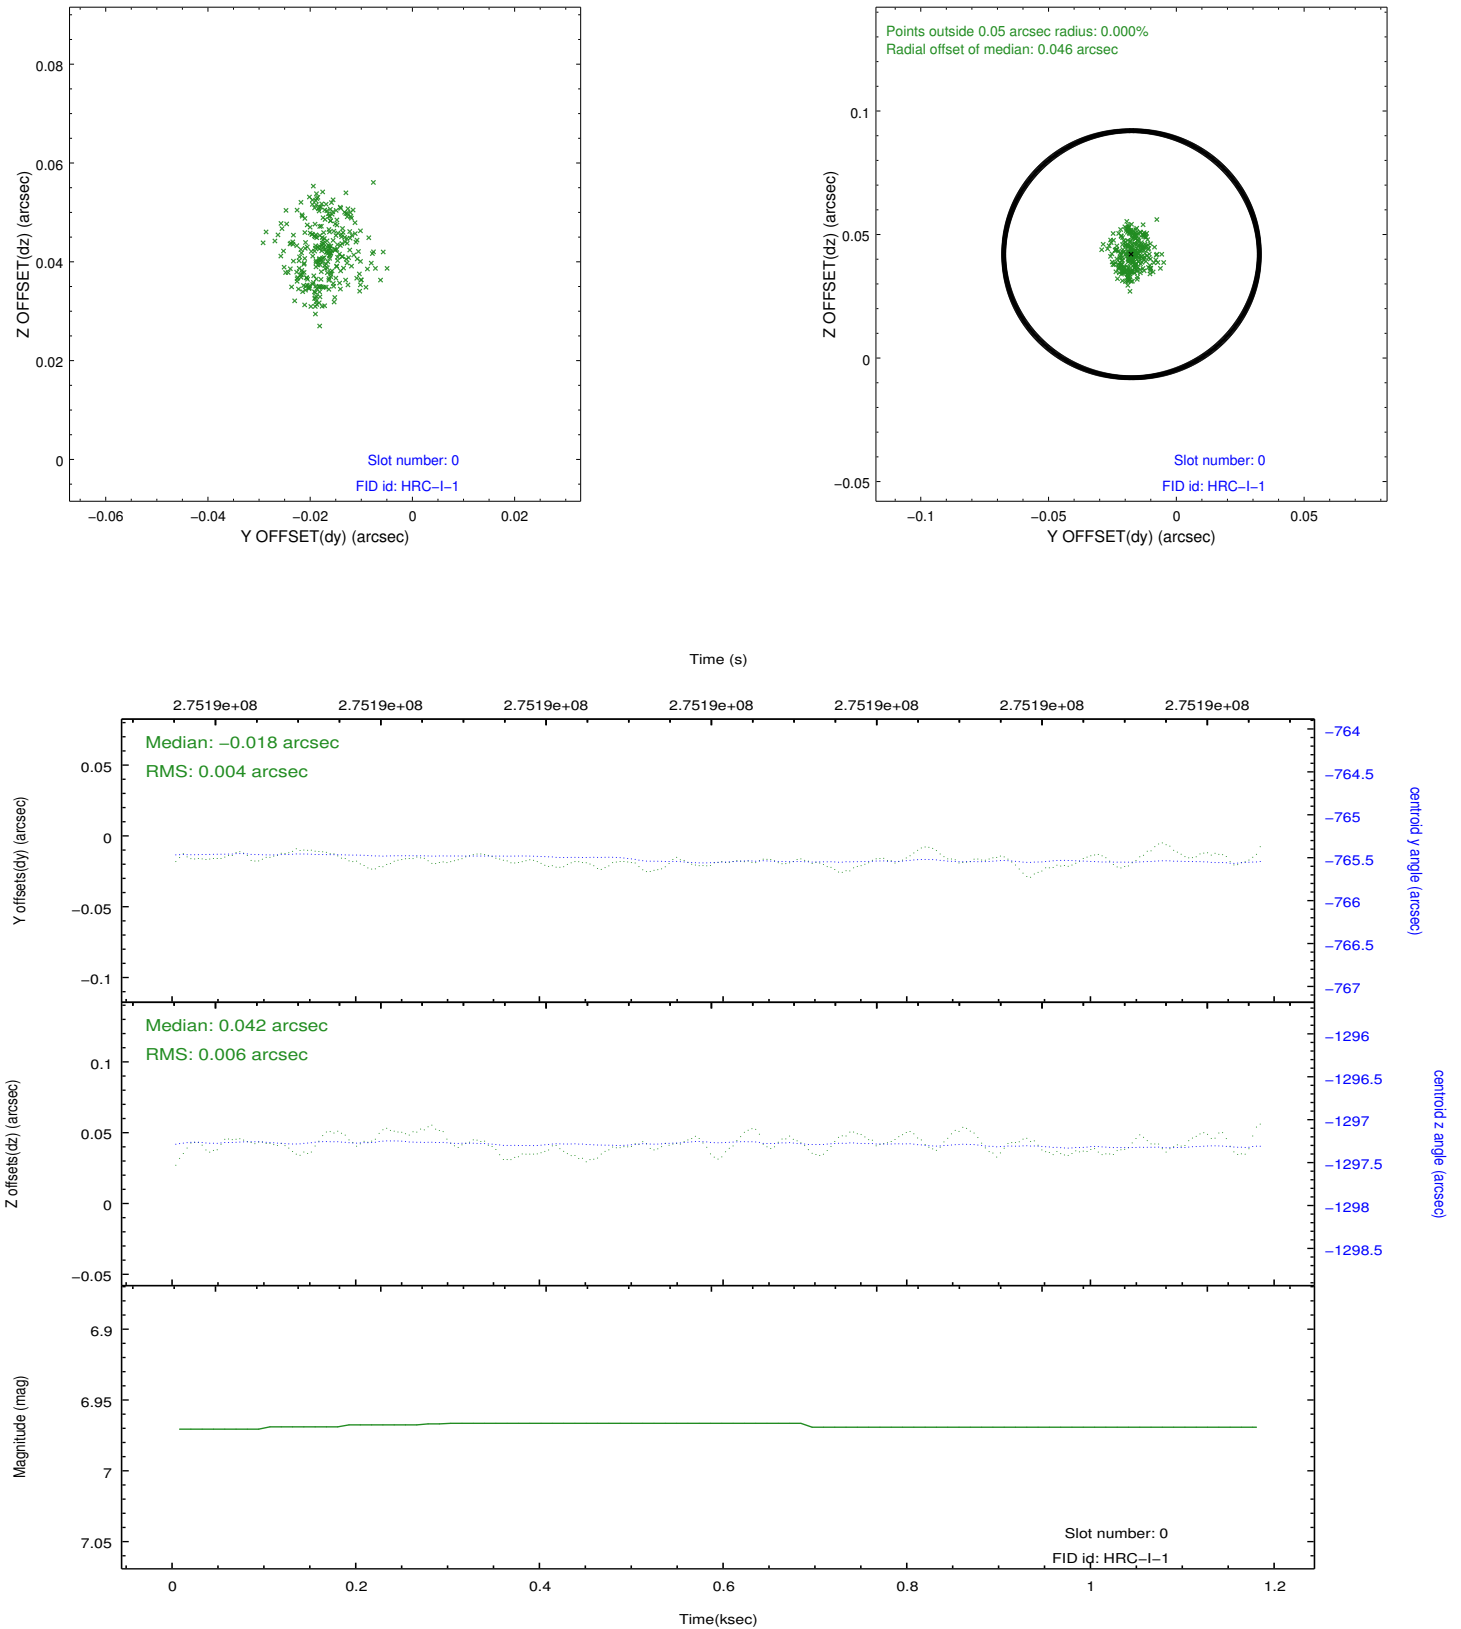 0.08
0.06
0.04
0.02
0
Z OFFSET(dz) (arcsec)
Slot number: 0
FID id: HRC−I−1
−0.06 −0.04 −0.02 0 0.02
Y OFFSET(dy) (arcsec)
Points outside 0.05 arcsec radius: 0.000%
Radial offset of median: 0.046 arcsec
0.1
0.05
0
−0.05
Z OFFSET(dz) (arcsec)
Slot number: 0
FID id: HRC−I−1
−0.1 −0.05 0 0.05
Y OFFSET(dy) (arcsec)
Time (s)
2.7519e+08 2.7519e+08 2.7519e+08 2.7519e+08 2.7519e+08 2.7519e+08 2.7519e+08
Median: −0.018 arcsec
RMS: 0.004 arcsec
0.05
0
−0.05
−0.1
Y offsets(dy) (arcsec)
−764
−764.5
−765
−765.5
−766
−766.5
−767
centroid y angle (arcsec)
Median: 0.042 arcsec
RMS: 0.006 arcsec
0.1
0.05
0
−0.05
Z offsets(dz) (arcsec)
−1296
−1296.5
−1297
−1297.5
−1298
−1298.5
centroid z angle (arcsec)
6.9
6.95
7
7.05
Magnitude (mag)
Slot number: 0
FID id: HRC−I−1
0 0.2 0.4 0.6 0.8 1 1.2
Time(ksec)